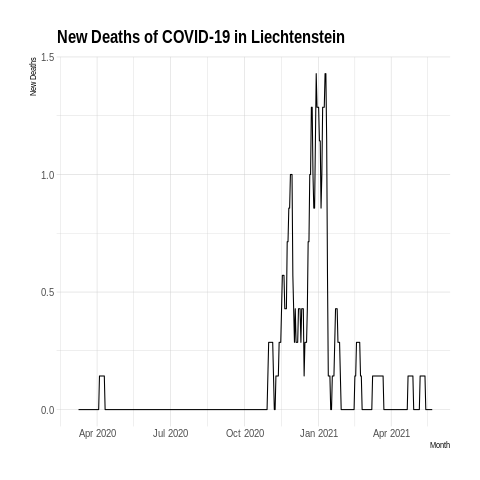 New Deaths of COVID-19 in Liechtenstein
New Deaths
1.5
1.0
0.5
0.0
Apr 2020 Jul 2020 Oct 2020 Jan 2021 Apr 2021
Month